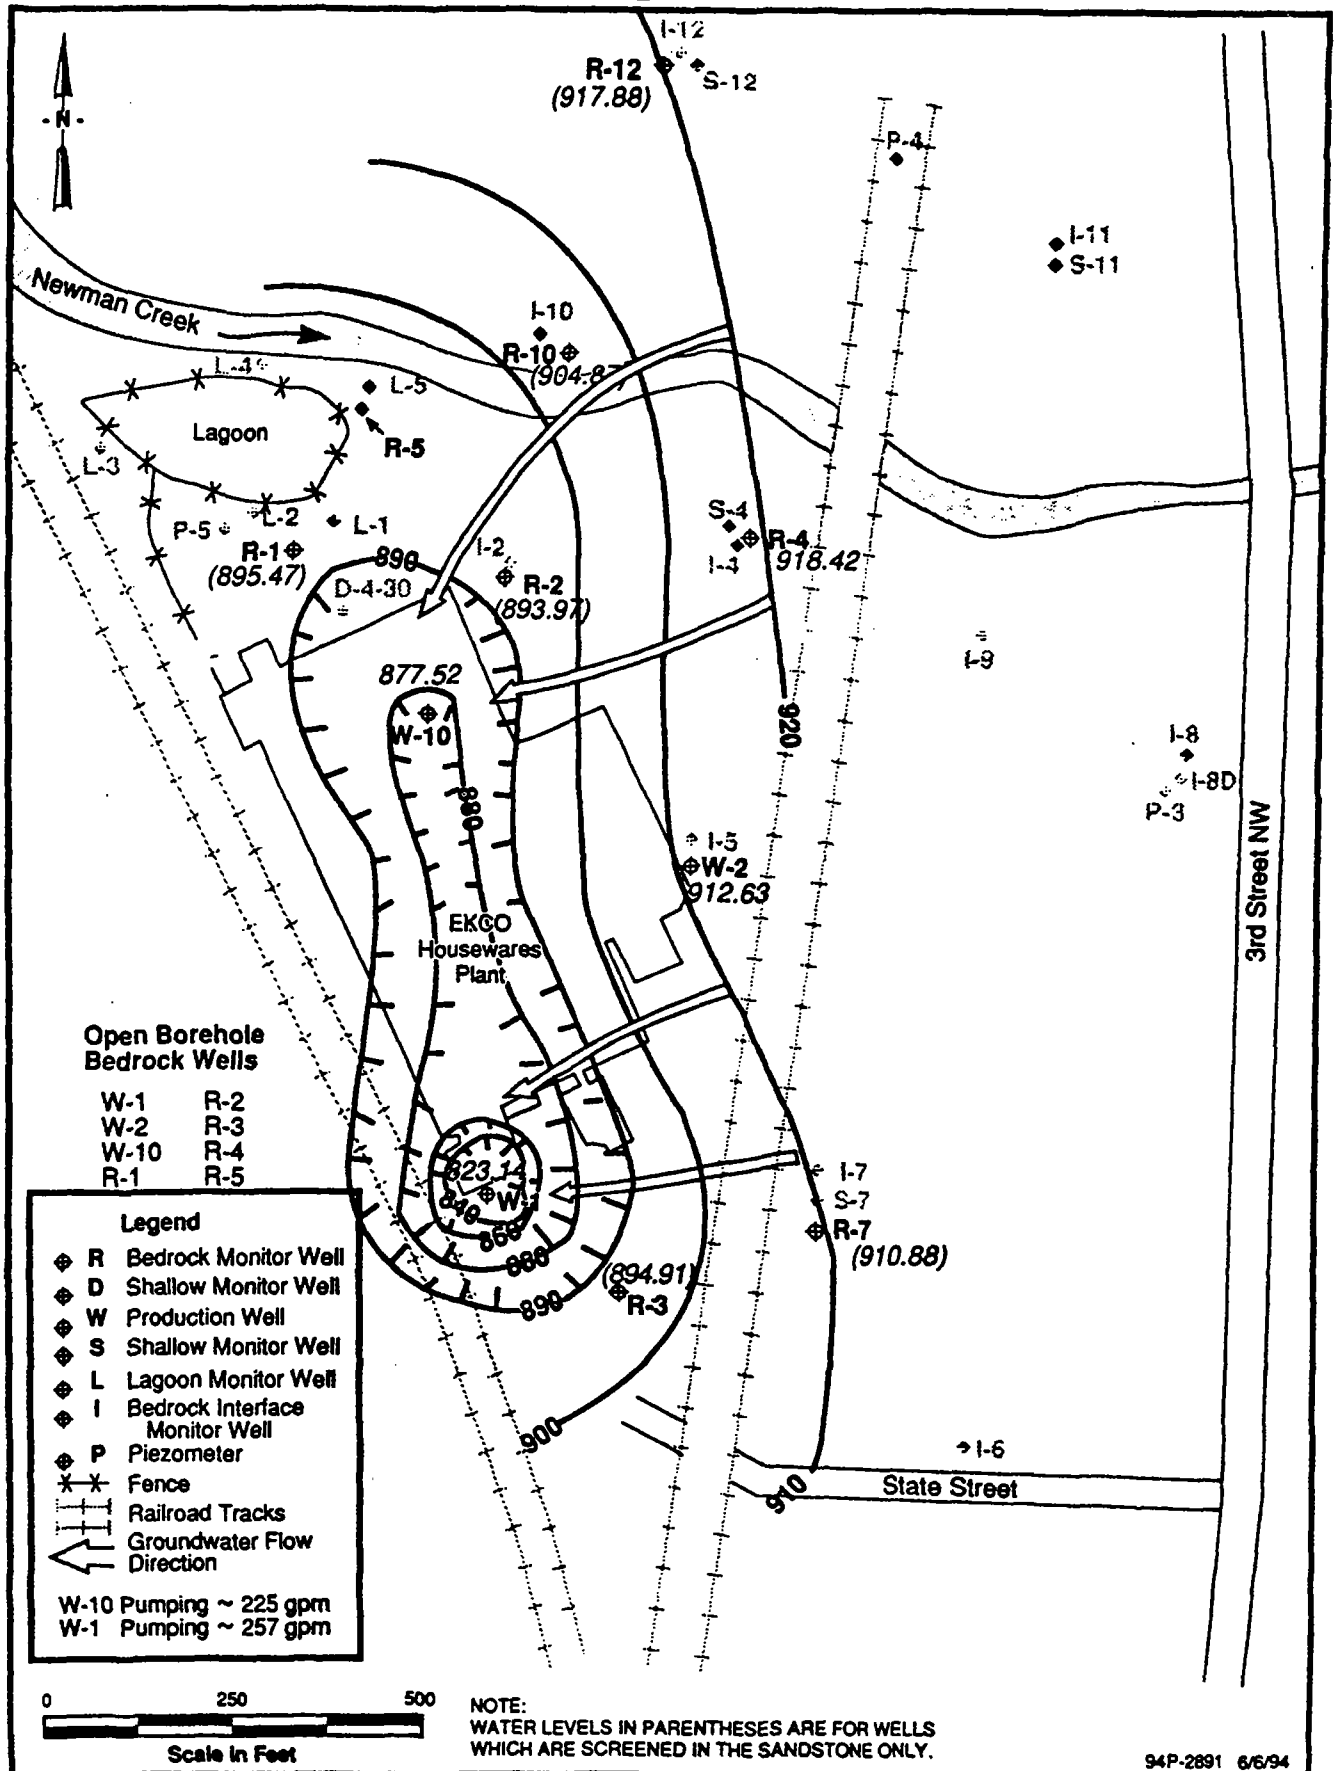 I-12
R-12
(917.88)
S-12
- N -
P-4
I-11
S-11
Newman Creek
I-10
R-10
L-5
Lagoon
R-5
L-3
S-4
L-2
L-1
P-5
R-1
(895.47)
890
I-2
R-4
I-4
918.42
D-4-30
R-2
(893.97)
I-9
877.52
W-10
920
I-8
I-8D
P-3
880
I-5
W-2
912.63
3rd Street NW
EKCO
Housewares
Plant
Open Borehole
Bedrock Wells
W-1 R-2
W-2 R-3
W-10 R-4
R-1 R-5
I-7
S-7
R-7
(910.88)
840
860
880
890
(894.91)
R-3
900
910
I-6
State Street
Legend
R Bedrock Monitor Well
D Shallow Monitor Well
W Production Well
S Shallow Monitor Well
L Lagoon Monitor Well
I Bedrock Interface
Monitor Well
P Piezometer
Fence
Railroad Tracks
Groundwater Flow
Direction
W-10 Pumping ~ 225 gpm
W-1 Pumping ~ 257 gpm
0 250 500
Scale in Feet
NOTE:
WATER LEVELS IN PARENTHESES ARE FOR WELLS
WHICH ARE SCREENED IN THE SANDSTONE ONLY.
94P-2891 6/6/94